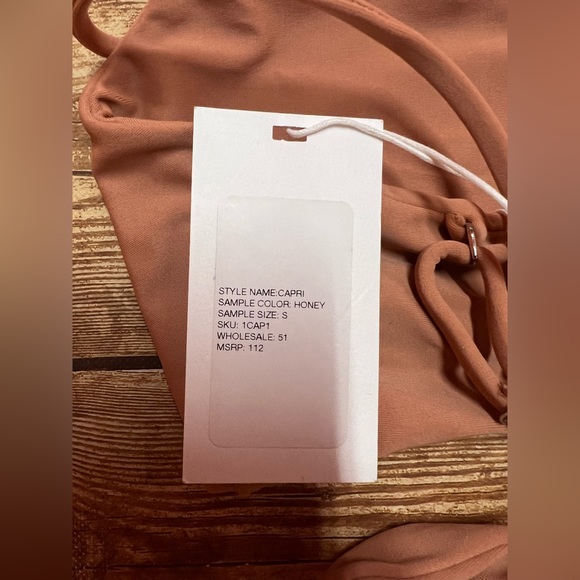 STYLE NAME:CAPRI
SAMPLE COLOR: HONEY
SAMPLE SIZE: S
SKU: 1CAP1
WHOLESALE: 51
MSRP: 112